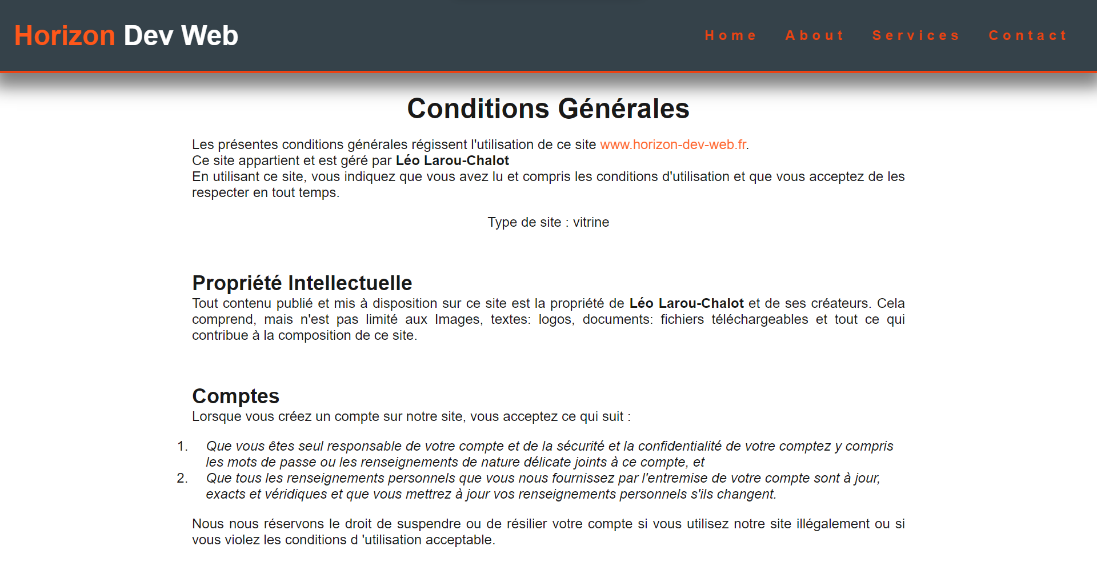 Horizon Dev Web
Home About Services Contact
Conditions Générales
Les présentes conditions générales régissent l'utilisation de ce site www.horizon-dev-web.fr.
Ce site appartient et est géré par Léo Larou-Chalot
En utilisant ce site, vous indiquez que vous avez lu et compris les conditions d'utilisation et que vous acceptez de les
respecter en tout temps.
Type de site : vitrine
Propriété Intellectuelle
Tout contenu publié et mis à disposition sur ce site est la propriété de Léo Larou-Chalot et de ses créateurs. Cela
comprend, mais n'est pas limité aux Images, textes: logos, documents: fichiers téléchargeables et tout ce qui
contribue à la composition de ce site.
Comptes
Lorsque vous créez un compte sur notre site, vous acceptez ce qui suit :
1. Que vous êtes seul responsable de votre compte et de la sécurité et la confidentialité de votre comptez y compris
les mots de passe ou les renseignements de nature délicate joints à ce compte, et
2. Que tous les renseignements personnels que vous nous fournissez par l'entremise de votre compte sont à jour,
exacts et véridiques et que vous mettrez à jour vos renseignements personnels s'ils changent.
Nous nous réservons le droit de suspendre ou de résilier votre compte si vous utilisez notre site illégalement ou si
vous violez les conditions d 'utilisation acceptable.